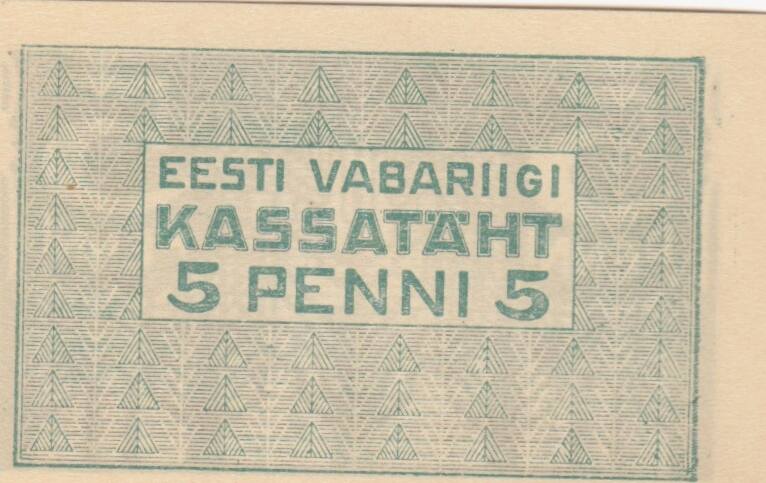 EESTI VABARIIGI
KASSATÄHT
5 PENNI 5